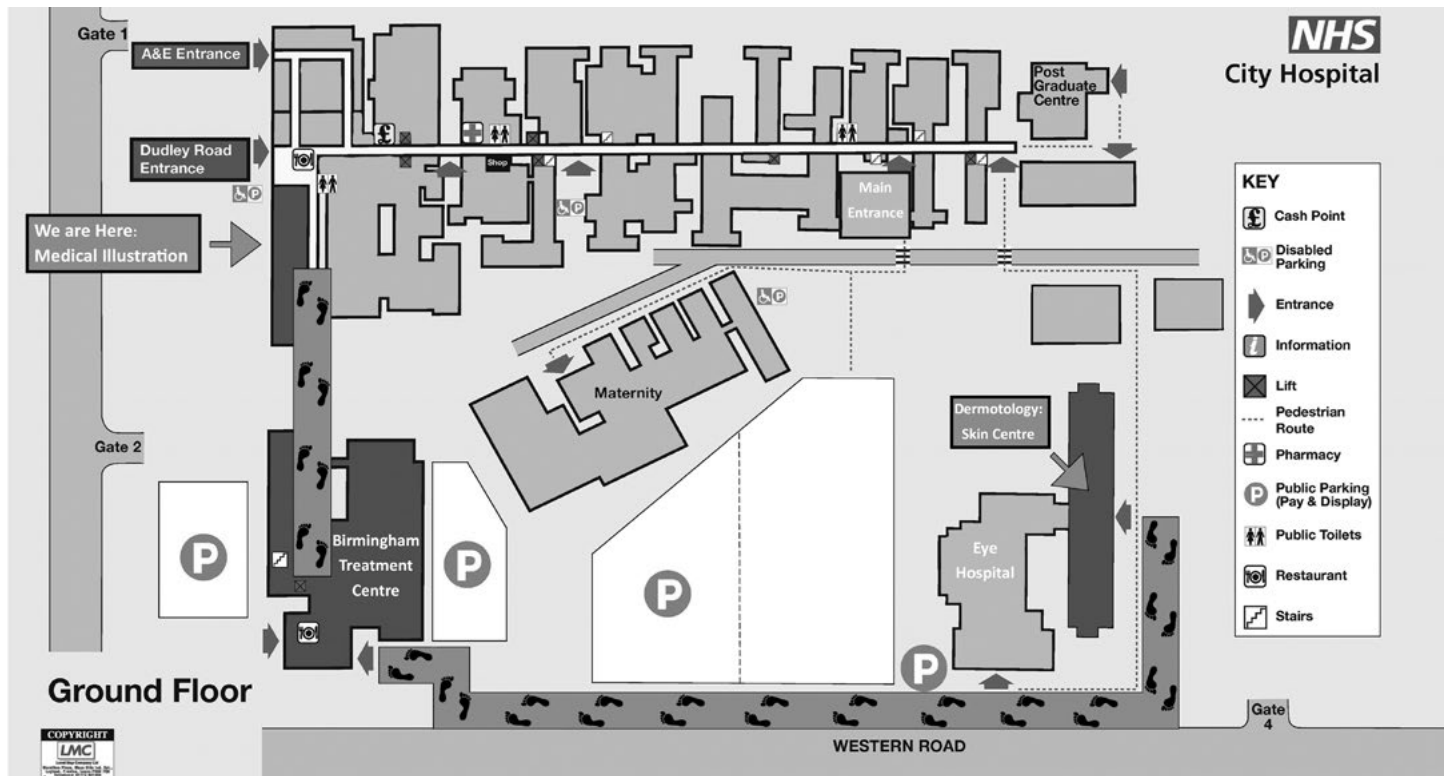 Gate 1
A&E Entrance
NHS
City Hospital
Post
Graduate
Centre
£
Dudley Road
Entrance
Shop
P
We are Here:
Medical Illustration
Main
Entrance
P
P
Maternity
Gate 2
Dermotology:
Skin Centre
P
P
P
Birmingham
Treatment
Centre
Eye
Hospital
P
KEY
£ Cash Point
P Disabled
Parking
Entrance
i Information
Lift
Pedestrian
Route
Pharmacy
P Public Parking
(Pay & Display)
Public Toilets
Restaurant
Stairs
Ground Floor
Gate
4
WESTERN ROAD
COPYRIGHT
LMC